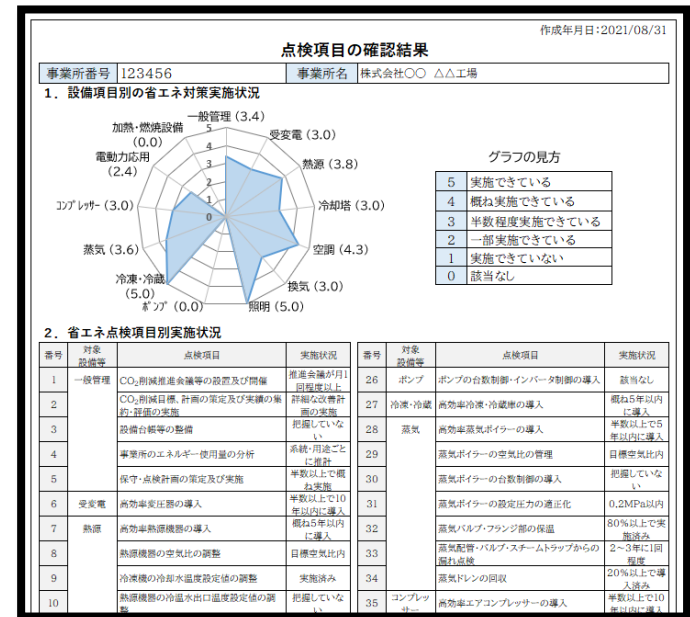 作成年月日:2021/08/31
点検項目の確認結果
事業所番号 123456 事業所名 株式会社○○ △△工場
1．設備項目別の省エネ対策実施状況
一般管理 (3.4)
受変電 (3.0)
熱源 (3.8)
冷却塔 (3.0)
空調 (4.3)
換気 (3.0)
照明 (5.0)
ポンプ (0.0)
冷凍・冷蔵
(5.0)
蒸気 (3.6)
コンプレッサー (3.0)
電動力応用
(2.4)
加熱・燃焼設備
(0.0)
5
4
3
2
1
0
グラフの見方
5 実施できている
4 概ね実施できている
3 半数程度実施できている
2 一部実施できている
1 実施できていない
0 該当なし
2．省エネ点検項目別実施状況
番号 対象設備等 点検項目 実施状況
1 一般管理 CO₂削減推進会議等の設置及び開催 推進会議が月1回程度以上
2 CO₂削減目標、計画の策定及び実績の集約・評価の実施 詳細な改善計画の実施
3 設備台帳等の整備 把握していない
4 事業所のエネルギー使用量の分析 系統・用途ごとに推計
5 保守・点検計画の策定及び実施 半数以上で概ね実施
6 受変電 高効率変圧器の導入 半数以上で10年以内に導入
7 熱源 高効率熱源機器の導入 概ね5年以内に導入
8 熱源機器の空気比の調整 目標空気比内
9 冷凍機の冷却水温度設定値の調整 実施済み
10 熱源機器の冷温水出口温度設定値の調整 把握していない
番号 対象設備等 点検項目 実施状況
26 ポンプ ポンプの台数制御・インバータ制御の導入 該当なし
27 冷凍・冷蔵 高効率冷凍・冷蔵庫の導入 概ね5年以内に導入
28 蒸気 高効率蒸気ボイラーの導入 半数以上で5年以内に導入
29 蒸気ボイラーの空気比の管理 目標空気比内
30 蒸気ボイラーの台数制御の導入 把握していない
31 蒸気ボイラーの設定圧力の適正化 0.2MPa以内
32 蒸気バルブ・フランジ部の保温 80%以上で実施済み
33 蒸気配管・バルブ・スチームトラップからの漏れ点検 2～3年に1回程度
34 蒸気ドレンの回収 20%以上で導入済み
35 コンプレッサー 高効率エアコンプレッサーの導入 半数以上で10年以内に導入